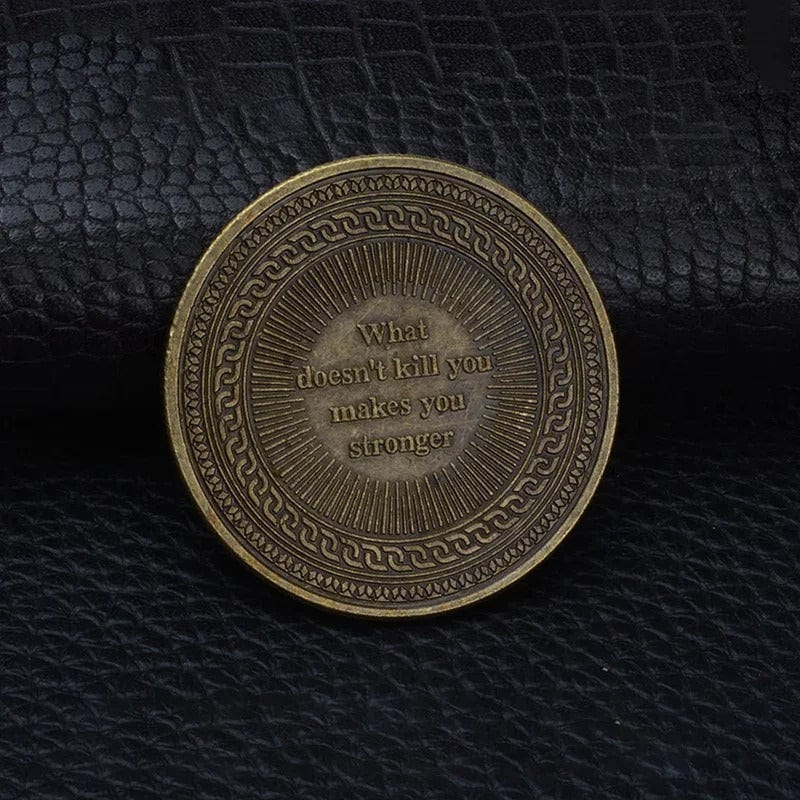 What
doesn't kill you
makes you
stronger